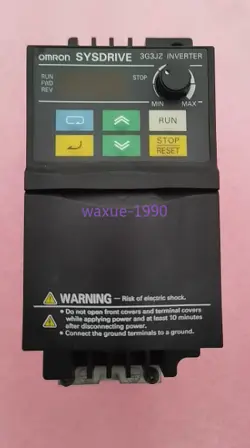 omron SYSDRIVE 3G3JZ INVERTER
RUN
FWD
REV
STOP
MIN MAX
RUN
STOP
RESET
waxue-1990
WARNING – Risk of electric shock.
• Do not open front covers and terminal covers
while applying power and at least 10 minutes
after disconnecting power.
• Connect the ground terminals to a ground.